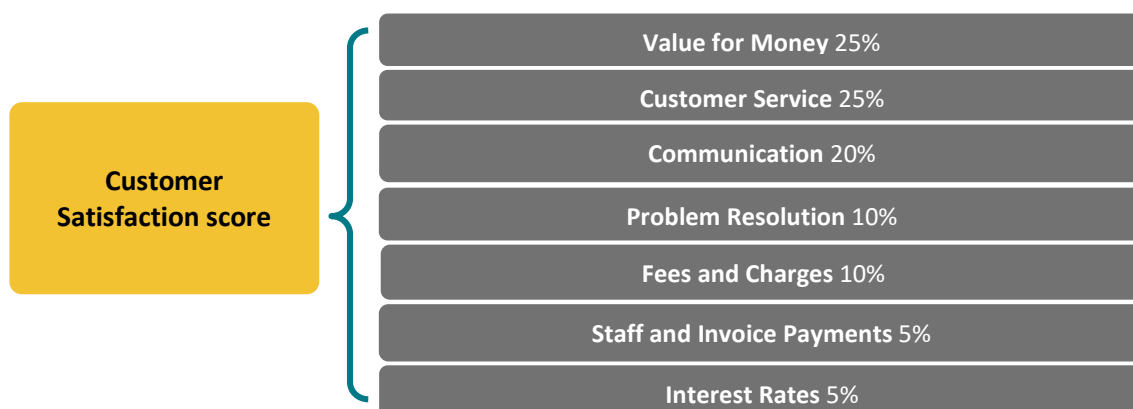 Customer
Satisfaction score
Value for Money 25%
Customer Service 25%
Communication 20%
Problem Resolution 10%
Fees and Charges 10%
Staff and Invoice Payments 5%
Interest Rates 5%